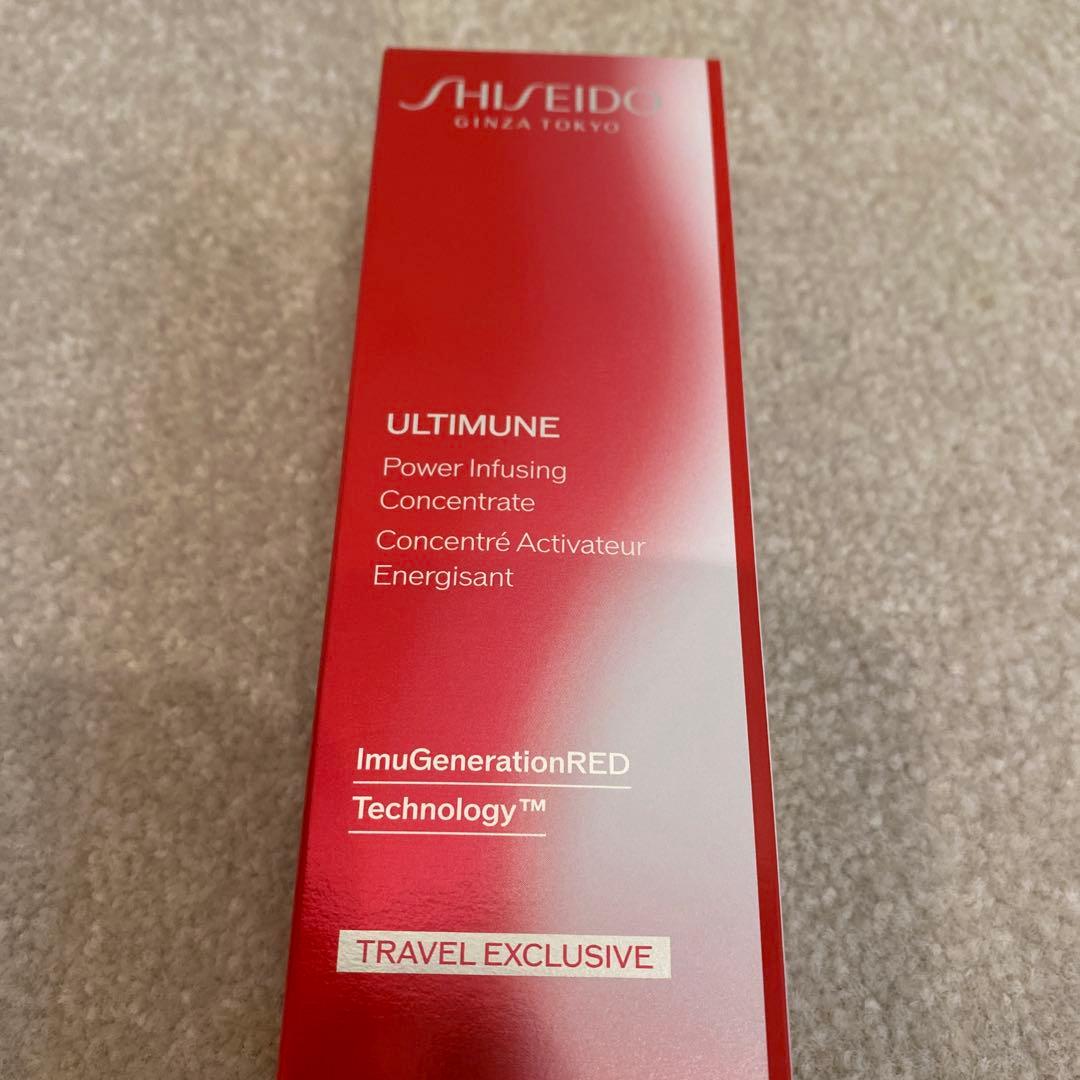 SHISEIDO
GINZA TOKYO
ULTIMUNE
Power Infusing
Concentrate
Concentré Activateur
Energisant
ImuGenerationRED
Technology™
TRAVEL EXCLUSIVE